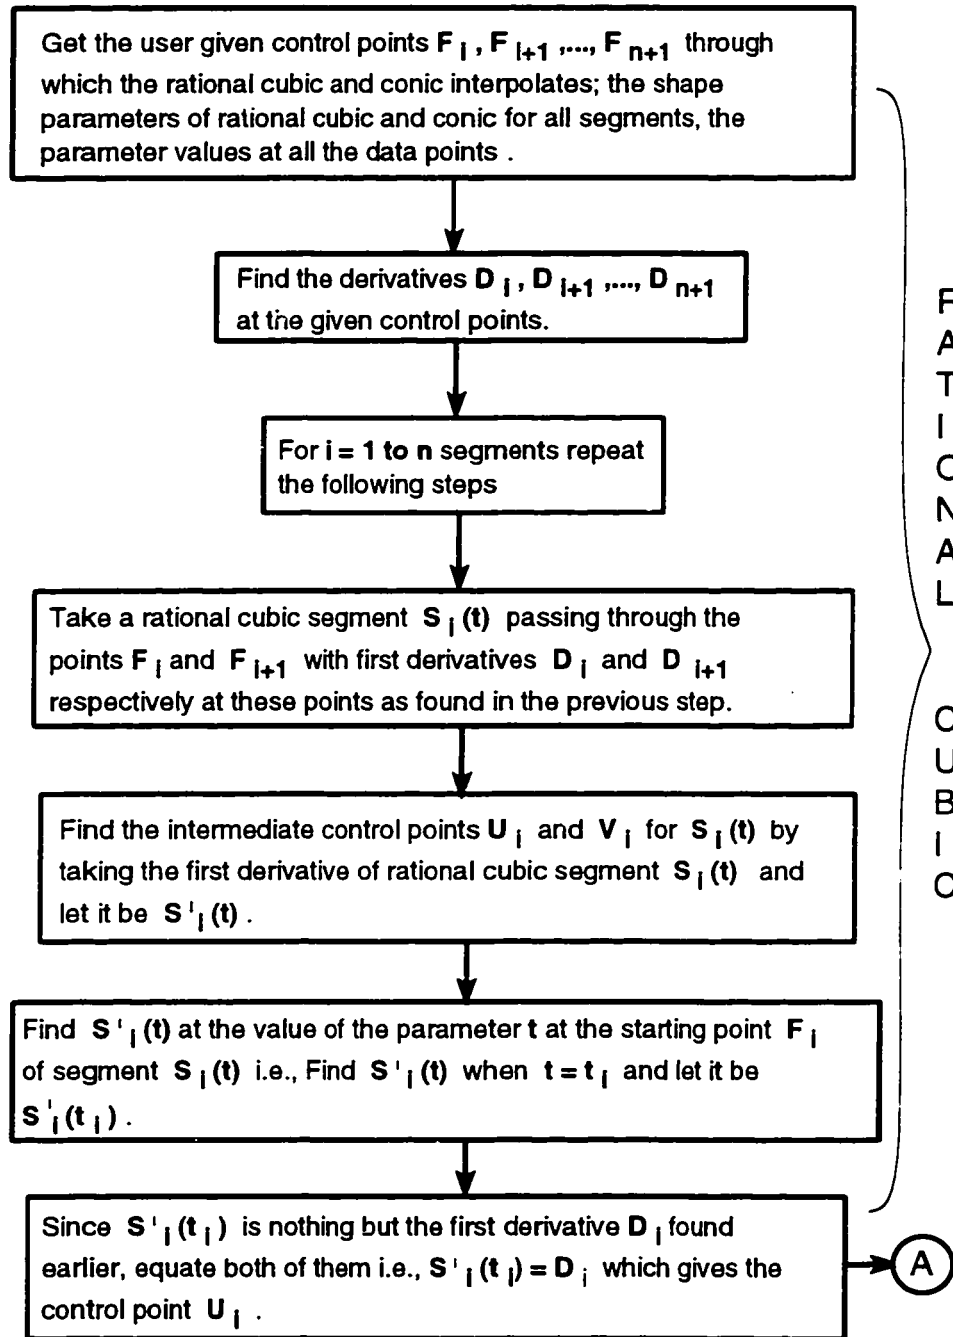 Get the user given control points F i , F i+1 ,..., F n+1 through
which the rational cubic and conic interpolates; the shape
parameters of rational cubic and conic for all segments, the
parameter values at all the data points .
Find the derivatives D i , D i+1 ,..., D n+1
at the given control points.
For i = 1 to n segments repeat
the following steps
Take a rational cubic segment S i (t) passing through the
points F i and F i+1 with first derivatives D i and D i+1
respectively at these points as found in the previous step.
Find the intermediate control points U i and V i for S i (t) by
taking the first derivative of rational cubic segment S i (t) and
let it be S ' i (t) .
Find S ' i (t) at the value of the parameter t at the starting point F i
of segment S i (t) i.e., Find S ' i (t) when t = t i and let it be
S ' i (t i ) .
Since S ' i (t i ) is nothing but the first derivative D i found
earlier, equate both of them i.e., S ' i (t i ) = D i which gives the
control point U i .
A
R
A
T
I
O
N
A
L
C
U
B
I
C